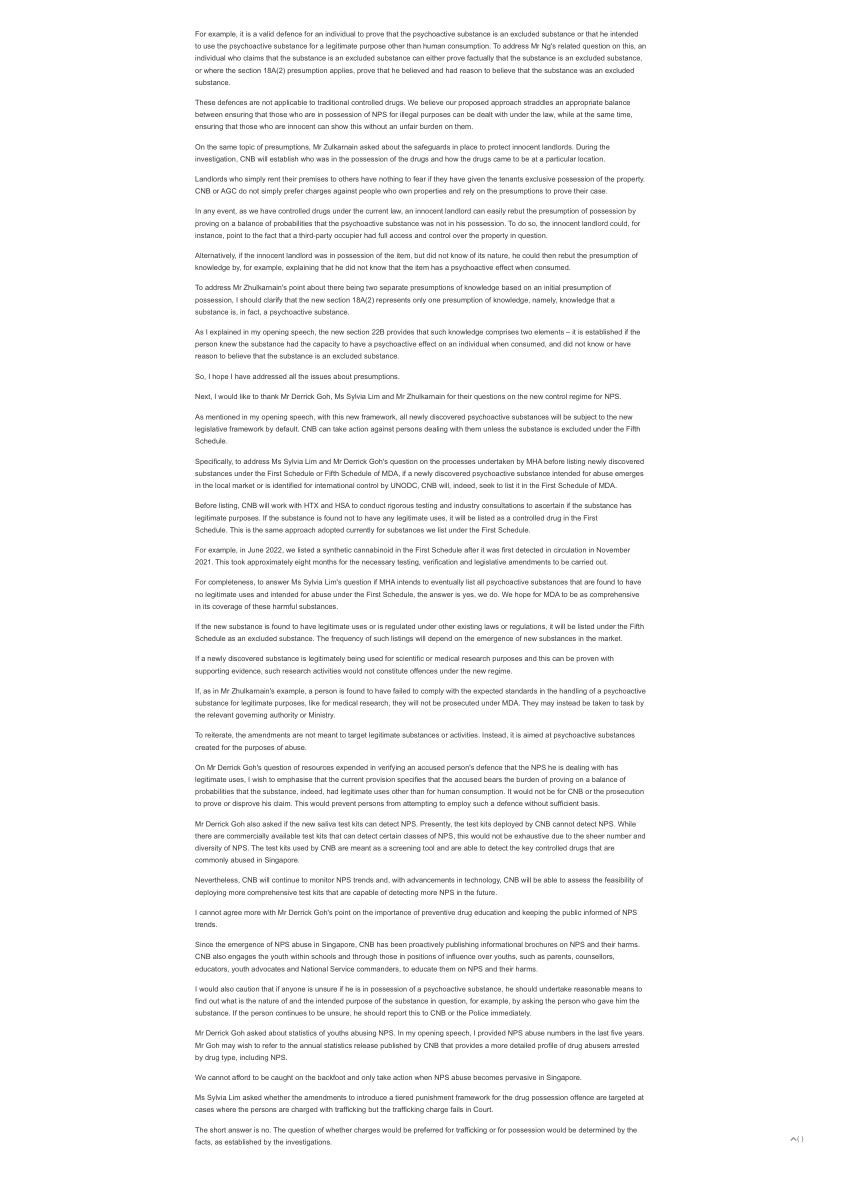 For example, it is a valid defence for an individual to prove that the psychoactive substance is an excluded substance or that he intended
to use the psychoactive substance for a legitimate purpose other than human consumption. To address Mr Ng's related question on this, an
individual who claims that the substance is an excluded substance can either prove factually that the substance is an excluded substance,
or where the section 18A(2) presumption applies, prove that he believed and had reason to believe that the substance was an excluded
substance.
These defences are not applicable to traditional controlled drugs. We believe our proposed approach straddles an appropriate balance
between ensuring that those who are in possession of NPS for illegal purposes can be dealt with under the law, while at the same time,
ensuring that those who are innocent can show this without an unfair burden on them.
On the same topic of presumptions, Mr Zulkarnain asked about the safeguards in place to protect innocent landlords. During the
investigation, CNB will establish who was in the possession of the drugs and how the drugs came to be at a particular location.
Landlords who simply rent their premises to others have nothing to fear if they have given the tenants exclusive possession of the property.
CNB or AGC do not simply prefer charges against people who own properties and rely on the presumptions to prove their case.
In any event, as we have controlled drugs under the current law, an innocent landlord can easily rebut the presumption of possession by
proving on a balance of probabilities that the psychoactive substance was not in his possession. To do so, the innocent landlord could, for
instance, point to the fact that a third-party occupier had full access and control over the property in question.
Alternatively, if the innocent landlord was in possession of the item, but did not know of its nature, he could then rebut the presumption of
knowledge by, for example, explaining that he did not know that the item has a psychoactive effect when consumed.
To address Mr Zhulkarnain's point about there being two separate presumptions of knowledge based on an initial presumption of
possession, I should clarify that the new section 18A(2) represents only one presumption of knowledge, namely, knowledge that a
substance is, in fact, a psychoactive substance.
As I explained in my opening speech, the new section 22B provides that such knowledge comprises two elements – it is established if the
person knew the substance had the capacity to have a psychoactive effect on an individual when consumed, and did not know or have
reason to believe that the substance is an excluded substance.
So, I hope I have addressed all the issues about presumptions.
Next, I would like to thank Mr Derrick Goh, Ms Sylvia Lim and Mr Zhulkarnain for their questions on the new control regime for NPS.
As mentioned in my opening speech, with this new framework, all newly discovered psychoactive substances will be subject to the new
legislative framework by default. CNB can take action against persons dealing with them unless the substance is excluded under the Fifth
Schedule.
Specifically, to address Ms Sylvia Lim and Mr Derrick Goh's question on the processes undertaken by MHA before listing newly discovered
substances under the First Schedule or Fifth Schedule of MDA, if a newly discovered psychoactive substance intended for abuse emerges
in the local market or is identified for international control by UNODC, CNB will, indeed, seek to list it in the First Schedule of MDA.
Before listing, CNB will work with HTX and HSA to conduct rigorous testing and industry consultations to ascertain if the substance has
legitimate purposes. If the substance is found not to have any legitimate uses, it will be listed as a controlled drug in the First
Schedule. This is the same approach adopted currently for substances we list under the First Schedule.
For example, in June 2022, we listed a synthetic cannabinoid in the First Schedule after it was first detected in circulation in November
2021. This took approximately eight months for the necessary testing, verification and legislative amendments to be carried out.
For completeness, to answer Ms Sylvia Lim's question if MHA intends to eventually list all psychoactive substances that are found to have
no legitimate uses and intended for abuse under the First Schedule, the answer is yes, we do. We hope for MDA to be as comprehensive
in its coverage of these harmful substances.
If the new substance is found to have legitimate uses or is regulated under other existing laws or regulations, it will be listed under the Fifth
Schedule as an excluded substance. The frequency of such listings will depend on the emergence of new substances in the market.
If a newly discovered substance is legitimately being used for scientific or medical research purposes and this can be proven with
supporting evidence, such research activities would not constitute offences under the new regime.
If, as in Mr Zhulkarnain's example, a person is found to have failed to comply with the expected standards in the handling of a psychoactive
substance for legitimate purposes, like for medical research, they will not be prosecuted under MDA. They may instead be taken to task by
the relevant governing authority or Ministry.
To reiterate, the amendments are not meant to target legitimate substances or activities. Instead, it is aimed at psychoactive substances
created for the purposes of abuse.
On Mr Derrick Goh's question of resources expended in verifying an accused person's defence that the NPS he is dealing with has
legitimate uses, I wish to emphasise that the current provision specifies that the accused bears the burden of proving on a balance of
probabilities that the substance, indeed, had legitimate uses other than for human consumption. It would not be for CNB or the prosecution
to prove or disprove his claim. This would prevent persons from attempting to employ such a defence without sufficient basis.
Mr Derrick Goh also asked if the new saliva test kits can detect NPS. Presently, the test kits deployed by CNB cannot detect NPS. While
there are commercially available test kits that can detect certain classes of NPS, this would not be exhaustive due to the sheer number and
diversity of NPS. The test kits used by CNB are meant as a screening tool and are able to detect the key controlled drugs that are
commonly abused in Singapore.
Nevertheless, CNB will continue to monitor NPS trends and, with advancements in technology, CNB will be able to assess the feasibility of
deploying more comprehensive test kits that are capable of detecting more NPS in the future.
I cannot agree more with Mr Derrick Goh's point on the importance of preventive drug education and keeping the public informed of NPS
trends.
Since the emergence of NPS abuse in Singapore, CNB has been proactively publishing informational brochures on NPS and their harms.
CNB also engages the youth within schools and through those in positions of influence over youths, such as parents, counsellors,
educators, youth advocates and National Service commanders, to educate them on NPS and their harms.
I would also caution that if anyone is unsure if he is in possession of a psychoactive substance, he should undertake reasonable means to
find out what is the nature of and the intended purpose of the substance in question, for example, by asking the person who gave him the
substance. If the person continues to be unsure, he should report this to CNB or the Police immediately.
Mr Derrick Goh asked about statistics of youths abusing NPS. In my opening speech, I provided NPS abuse numbers in the last five years.
Mr Goh may wish to refer to the annual statistics release published by CNB that provides a more detailed profile of drug abusers arrested
by drug type, including NPS.
We cannot afford to be caught on the backfoot and only take action when NPS abuse becomes pervasive in Singapore.
Ms Sylvia Lim asked whether the amendments to introduce a tiered punishment framework for the drug possession offence are targeted at
cases where the persons are charged with trafficking but the trafficking charge fails in Court.
The short answer is no. The question of whether charges would be preferred for trafficking or for possession would be determined by the
facts, as established by the investigations.
( )